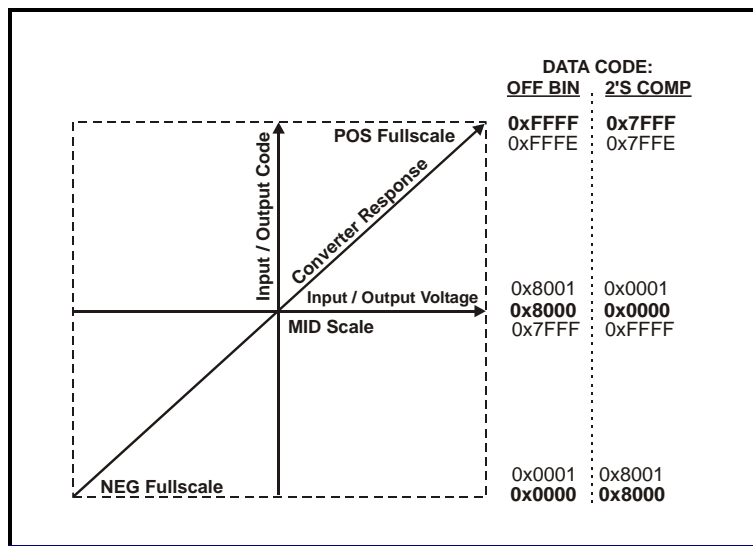 DATA CODE:
OFF BIN 2'S COMP
0xFFFF 0x7FFF
0xFFFE 0x7FFE
POS Fullscale
Input / Output Code
Converter Response
0x8001 0x0001
Input / Output Voltage
0x8000 0x0000
MID Scale
0x7FFF 0xFFFF
0x0001 0x8001
NEG Fullscale
0x0000 0x8000